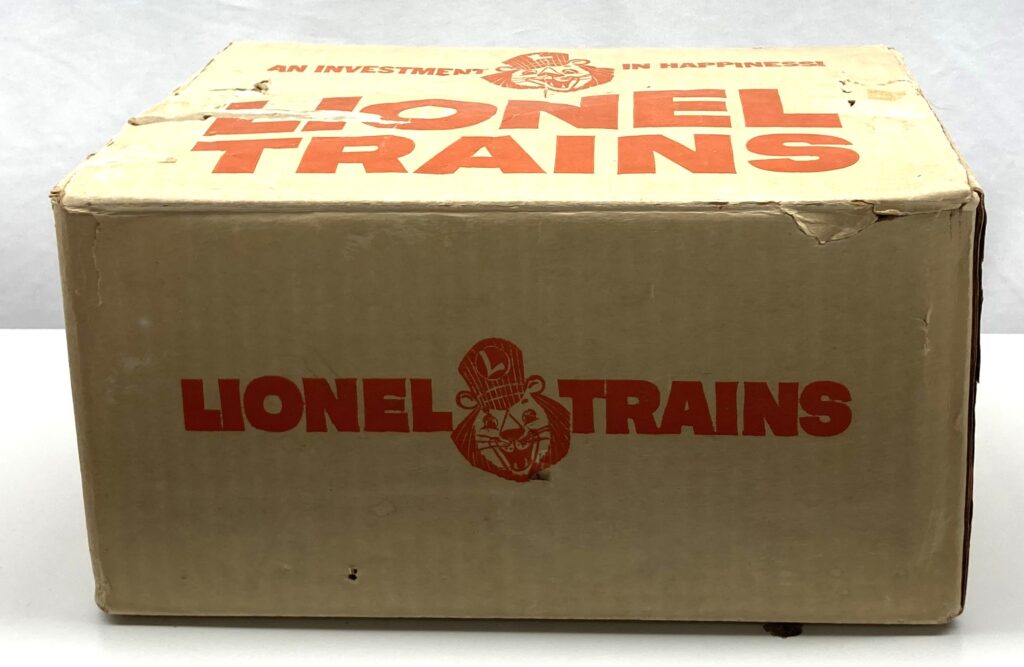 AN INVESTMENT IN HAPPINESS!
LIONEL
TRAINS
LIONEL TRAINS
L